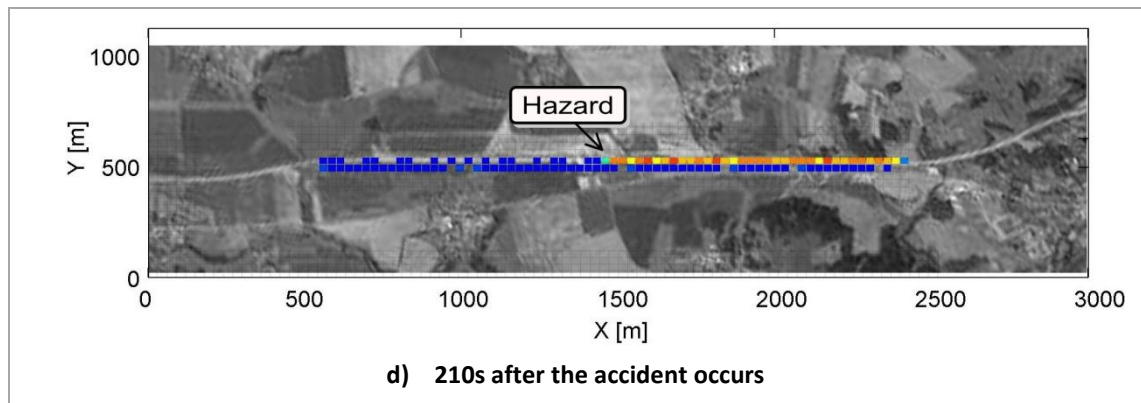 1000
Y [m]
500
0
Hazard
0 500 1000 1500 2000 2500 3000
X [m]
d) 210s after the accident occurs